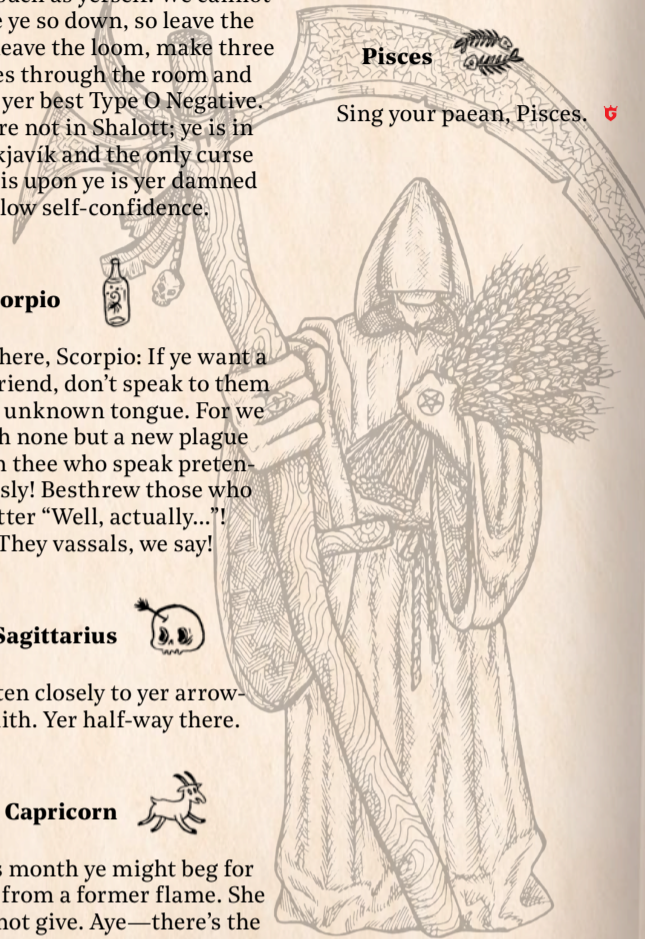 e ye so down, so leave the
eave the loom, make three
es through the room and
yer best Type O Negative.
re not in Shalott; ye is in
kjavík and the only curse
is upon ye is yer damned
low self-confidence.
orpio
here, Scorpio: If ye want a
riend, don't speak to them
unknown tongue. For we
h none but a new plague
n thee who speak preten-
sly! Besthrew those who
tter “Well, actually...”!
They vassals, we say!
Sagittarius
ten closely to yer arrow-
ith. Yer half-way there.
Capricorn
s month ye might beg for
from a former flame. She
not give. Aye—there's the
Pisces
Sing your paean, Pisces.